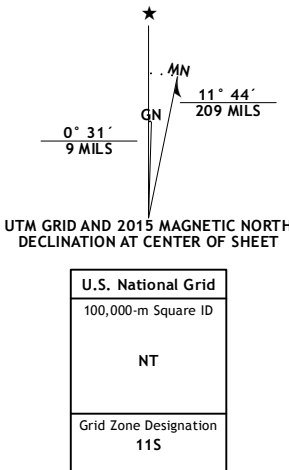 ★
MN
GN
11° 44´
209 MILS
0° 31´
9 MILS
UTM GRID AND 2015 MAGNETIC NORTH
DECLINATION AT CENTER OF SHEET
U.S. National Grid
100,000-m Square ID
NT
Grid Zone Designation
11S